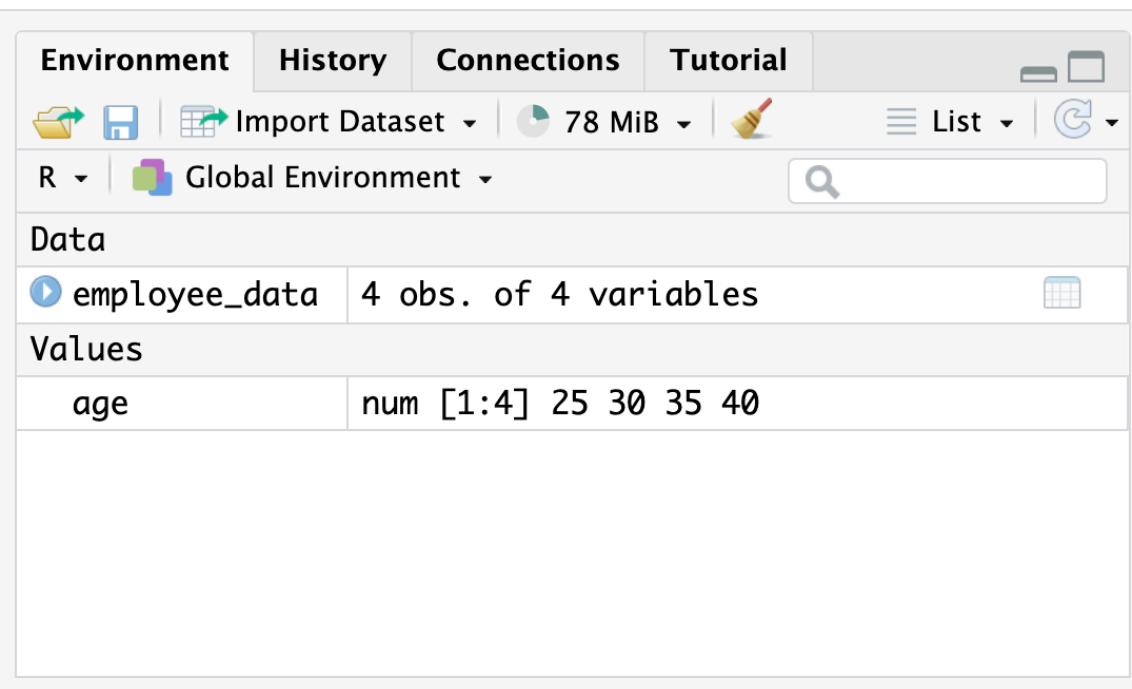 Environment History Connections Tutorial
Import Dataset 78 MiB List
R Global Environment
Data
employee_data 4 obs. of 4 variables
Values
age num [1:4] 25 30 35 40